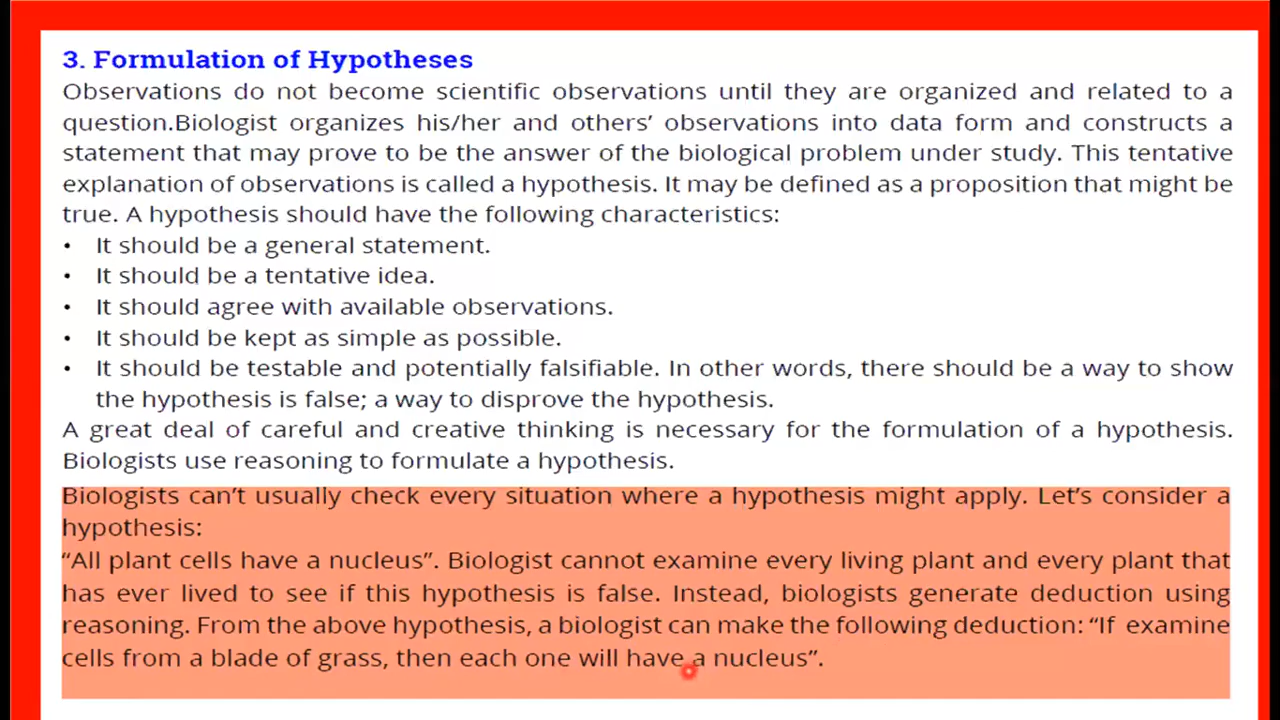 3. Formulation of Hypotheses
Observations do not become scientific observations until they are organized and related to a
question.Biologist organizes his/her and others’ observations into data form and constructs a
statement that may prove to be the answer of the biological problem under study. This tentative
explanation of observations is called a hypothesis. It may be defined as a proposition that might be
true. A hypothesis should have the following characteristics:
• It should be a general statement.
• It should be a tentative idea.
• It should agree with available observations.
• It should be kept as simple as possible.
• It should be testable and potentially falsifiable. In other words, there should be a way to show
the hypothesis is false; a way to disprove the hypothesis.
A great deal of careful and creative thinking is necessary for the formulation of a hypothesis.
Biologists use reasoning to formulate a hypothesis.
Biologists can’t usually check every situation where a hypothesis might apply. Let’s consider a
hypothesis:
“All plant cells have a nucleus”. Biologist cannot examine every living plant and every plant that
has ever lived to see if this hypothesis is false. Instead, biologists generate deduction using
reasoning. From the above hypothesis, a biologist can make the following deduction: “If examine
cells from a blade of grass, then each one will have a nucleus”.